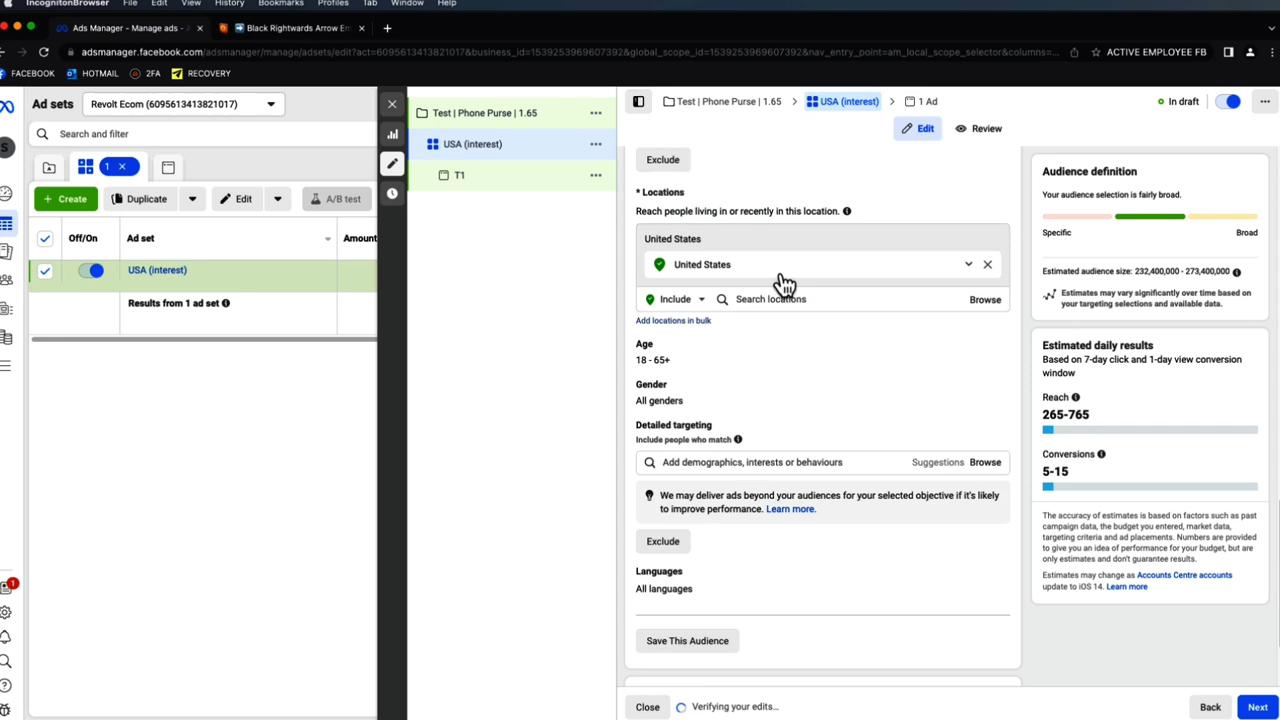 IncognitonBrowser File Edit View History Bookmarks Profiles Tab Window Help
Ads Manager - Manage ads - Black Rightwards Arrow Em
adsmanager.facebook.com/adsmanager/manage/adsets/edit?act=6095613413821017&business_id=1539253969607392&global_scope_id=1539253969607392&nav_entry_point=am_local_scope_selector&columns=... ACTIVE EMPLOYEE FB
FACEBOOK HOTMAIL 2FA RECOVERY
Ad sets Revolt Ecom (6095613413821017)
Search and filter
1
+ Create Duplicate Edit A/B test
Off/On Ad set Amount
USA (interest)
Results from 1 ad set
S
1
Test | Phone Purse | 1.65
USA (interest)
T1
Test | Phone Purse | 1.65 USA (interest) 1 Ad In draft
Edit Review
Exclude
* Locations
Reach people living in or recently in this location.
United States
United States
Include Search locations Browse
Add locations in bulk
Age
18 - 65+
Gender
All genders
Detailed targeting
Include people who match
Add demographics, interests or behaviours Suggestions Browse
We may deliver ads beyond your audiences for your selected objective if it's likely
to improve performance. Learn more.
Exclude
Languages
All languages
Save This Audience
Close Verifying your edits... Back Next
Audience definition
Your audience selection is fairly broad.
Specific Broad
Estimated audience size: 232,400,000 - 273,400,000
Estimates may vary significantly over time based on
your targeting selections and available data.
Estimated daily results
Based on 7-day click and 1-day view conversion
window
Reach
265-765
Conversions
5-15
The accuracy of estimates is based on factors such as past
campaign data, the budget you entered, market data,
targeting criteria and ad placements. Numbers are provided
to give you an idea of performance for your budget, but are
only estimates and don't guarantee results.
Estimates may change as Accounts Centre accounts
update to iOS 14. Learn more